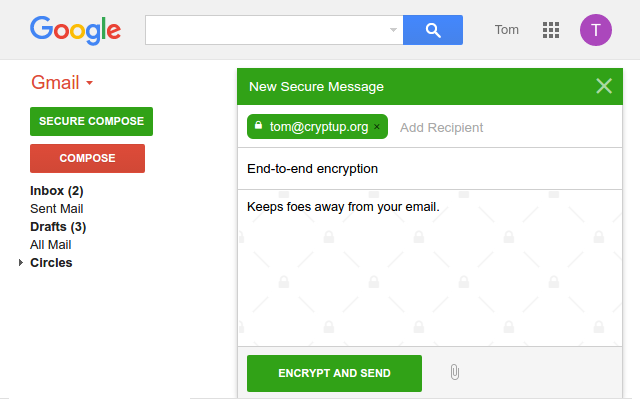 Google
Tom
T
Gmail
SECURE COMPOSE
COMPOSE
Inbox (2)
Sent Mail
Drafts (3)
All Mail
Circles
New Secure Message
tom@cryptup.org × Add Recipient
End-to-end encryption
Keeps foes away from your email.
ENCRYPT AND SEND